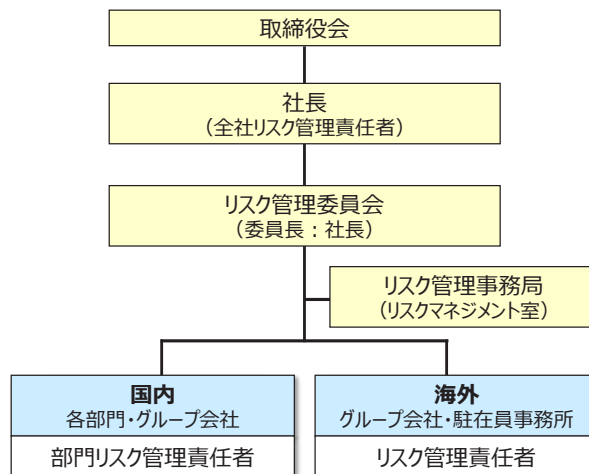 取締役会
社長
（全社リスク管理責任者）
リスク管理委員会
（委員長：社長）
リスク管理事務局
（リスクマネジメント室）
国内
各部門・グループ会社
部門リスク管理責任者
海外
グループ会社・駐在員事務所
リスク管理責任者